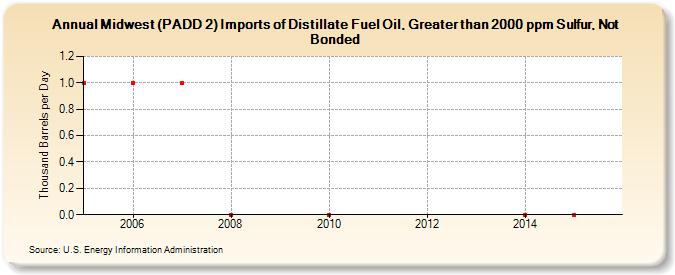 Annual Midwest (PADD 2) Imports of Distillate Fuel Oil, Greater than 2000 ppm Sulfur, Not
Bonded
Thousand Barrels per Day
1.2
1.0
0.8
0.6
0.4
0.2
0.0
2006 2008 2010 2012 2014
Source: U.S. Energy Information Administration